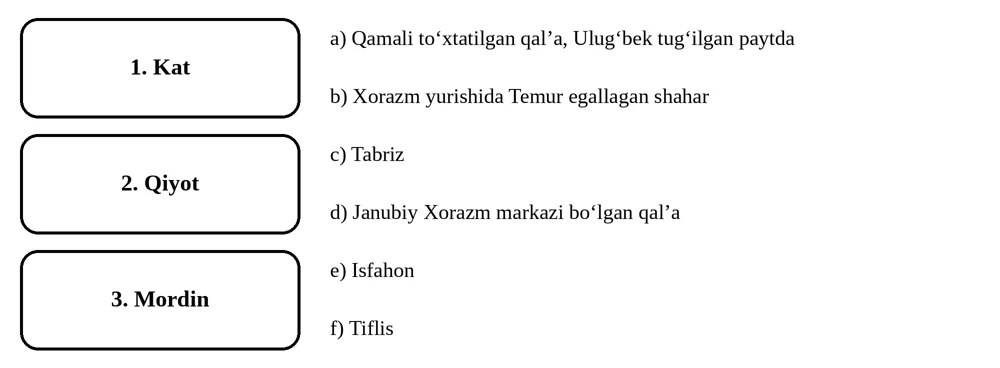 1. Kat
2. Qiyot
3. Mordin
a) Qamali to‘xtatilgan qal’a, Ulug‘bek tug‘ilgan paytda
b) Xorazm yurishida Temur egallagan shahar
c) Tabriz
d) Janubiy Xorazm markazi bo‘lgan qal’a
e) Isfahon
f) Tiflis